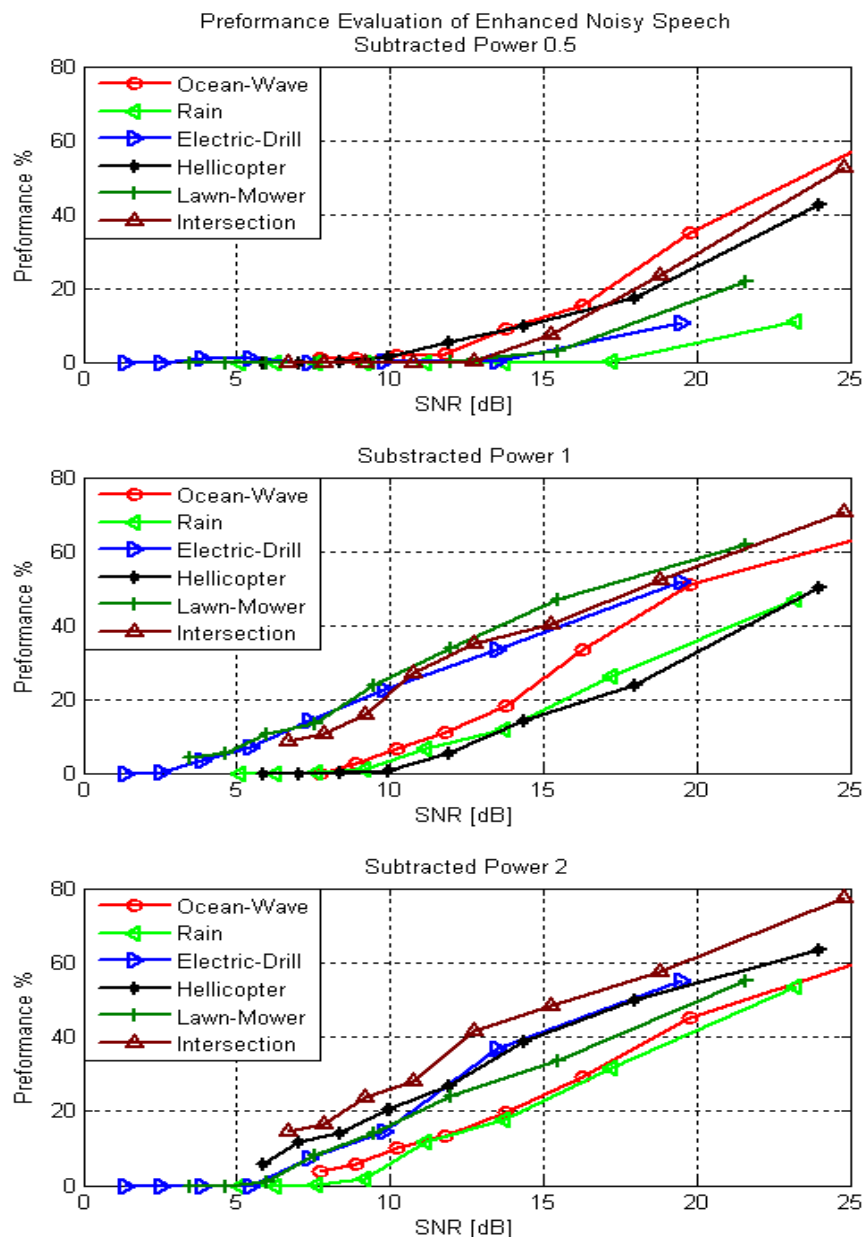 Preformance Evaluation of Enhanced Noisy Speech
Subtracted Power 0.5
80
60
40
20
0
Preformance %
Ocean-Wave
Rain
Electric-Drill
Hellicopter
Lawn-Mower
Intersection
0 5 10 15 20 25
SNR [dB]
Substracted Power 1
80
60
40
20
0
Preformance %
Ocean-Wave
Rain
Electric-Drill
Hellicopter
Lawn-Mower
Intersection
0 5 10 15 20 25
SNR [dB]
Subtracted Power 2
80
60
40
20
0
Preformance %
Ocean-Wave
Rain
Electric-Drill
Hellicopter
Lawn-Mower
Intersection
0 5 10 15 20 25
SNR [dB]